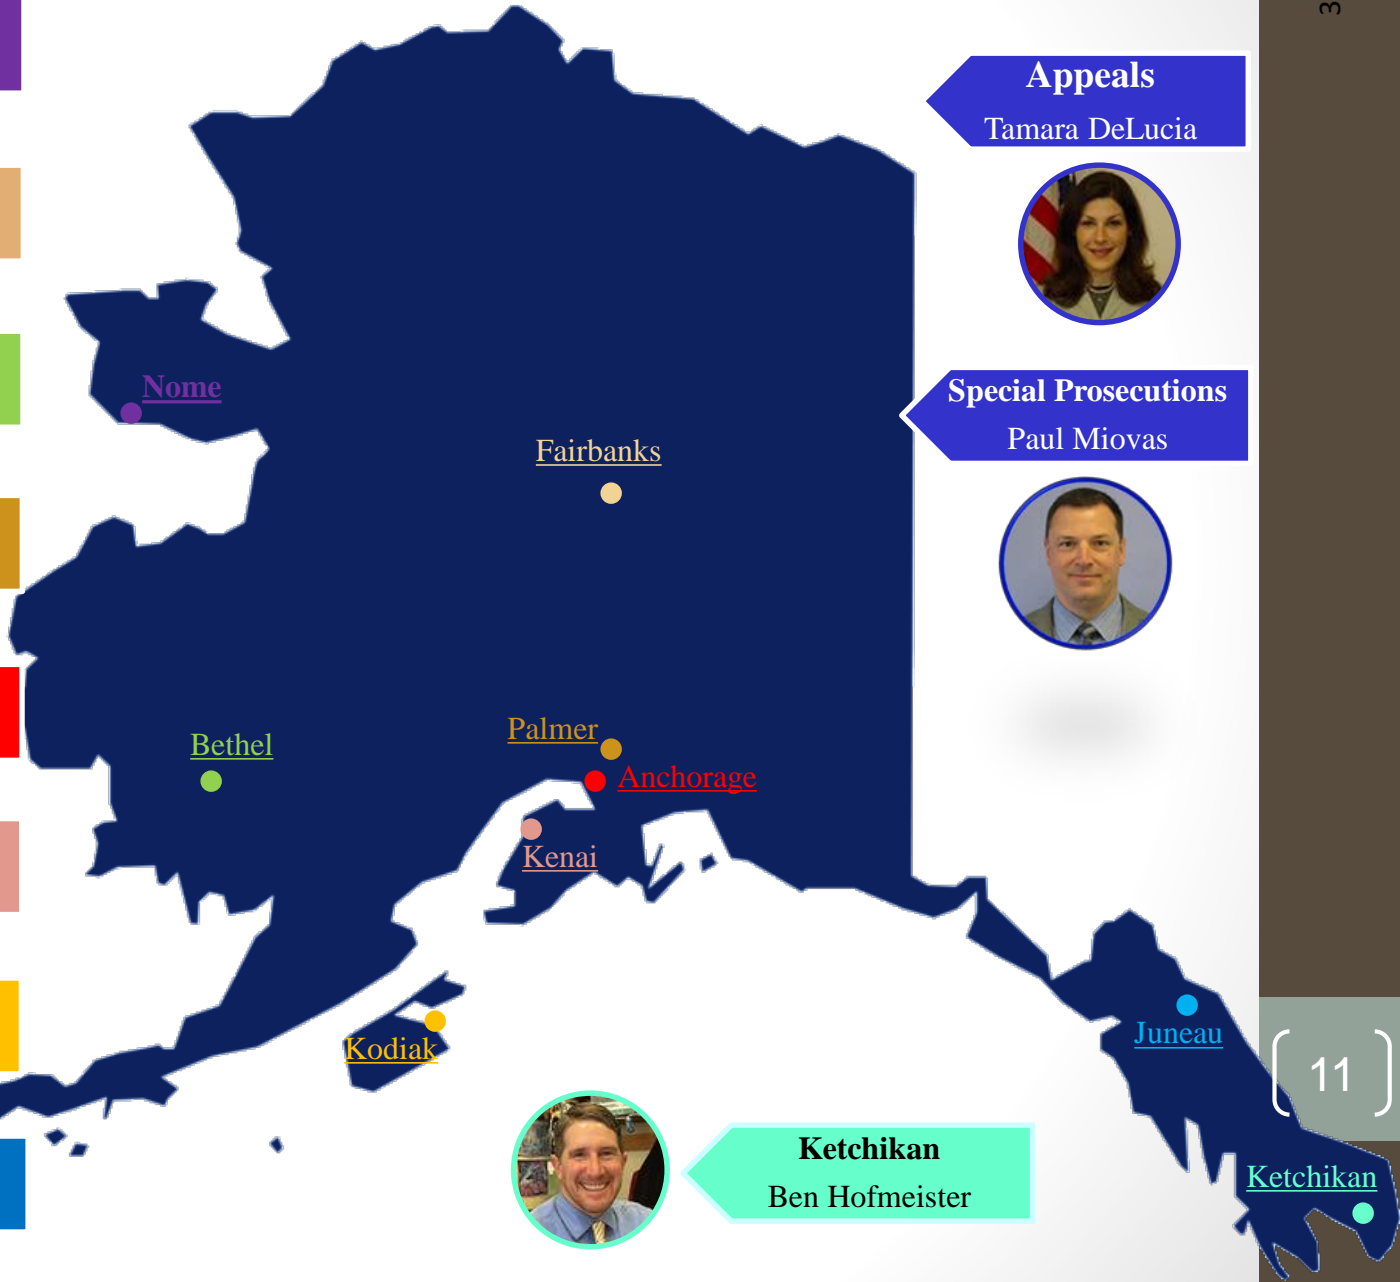 3
Appeals
Tamara DeLucia
Nome
Special Prosecutions
Paul Miovas
Fairbanks
Palmer
Bethel
Anchorage
Kenai
Juneau
Kodiak
11
Ketchikan
Ben Hofmeister
Ketchikan